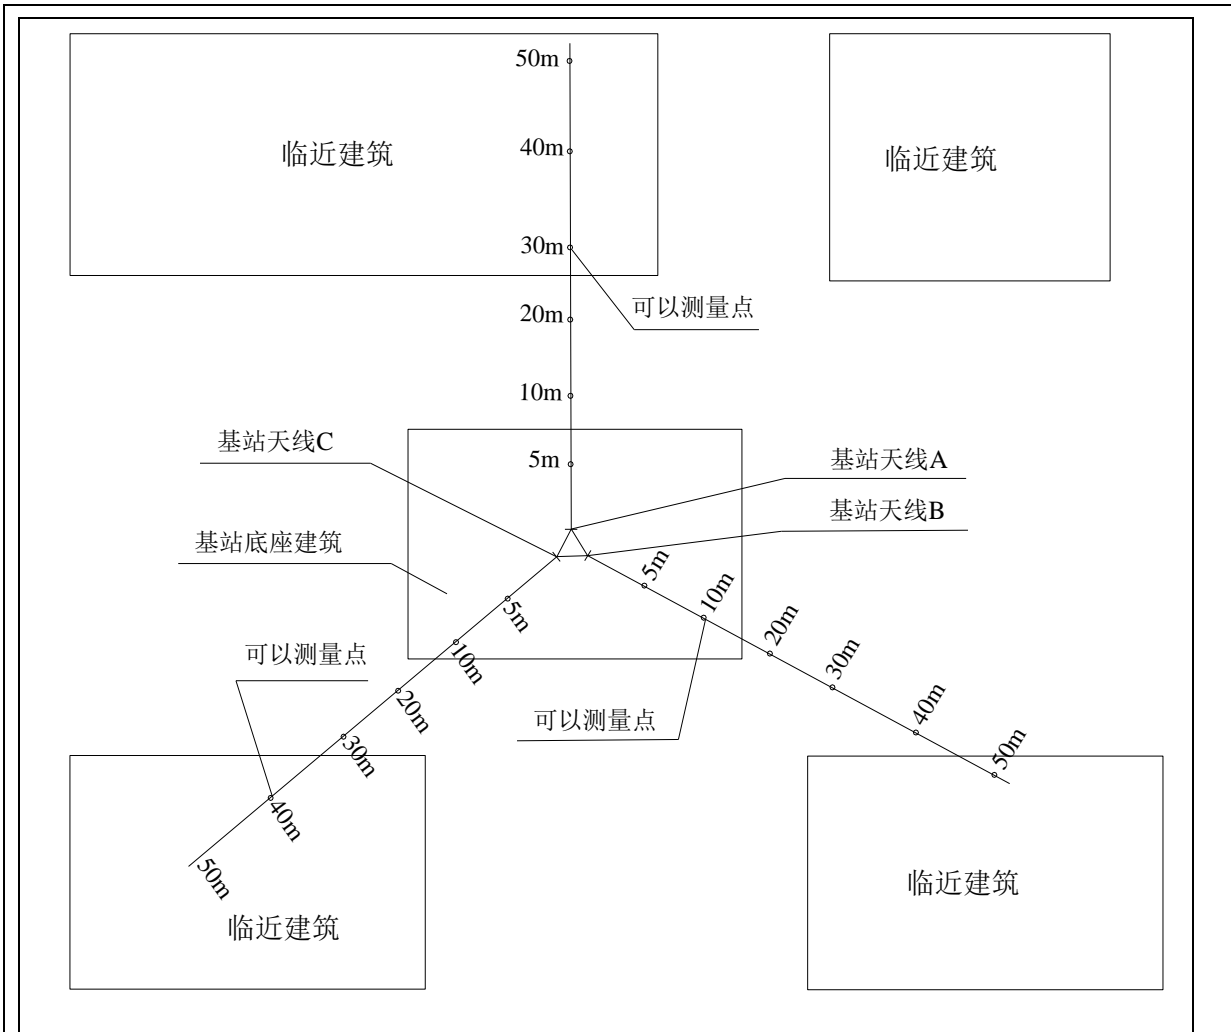 50m
临近建筑
40m
临近建筑
30m
可以测量点
20m
10m
基站天线C
5m
基站天线A
基站天线B
基站底座建筑
5m
10m
20m
30m
40m
50m
5m
10m
20m
30m
40m
50m
可以测量点
可以测量点
临近建筑
临近建筑